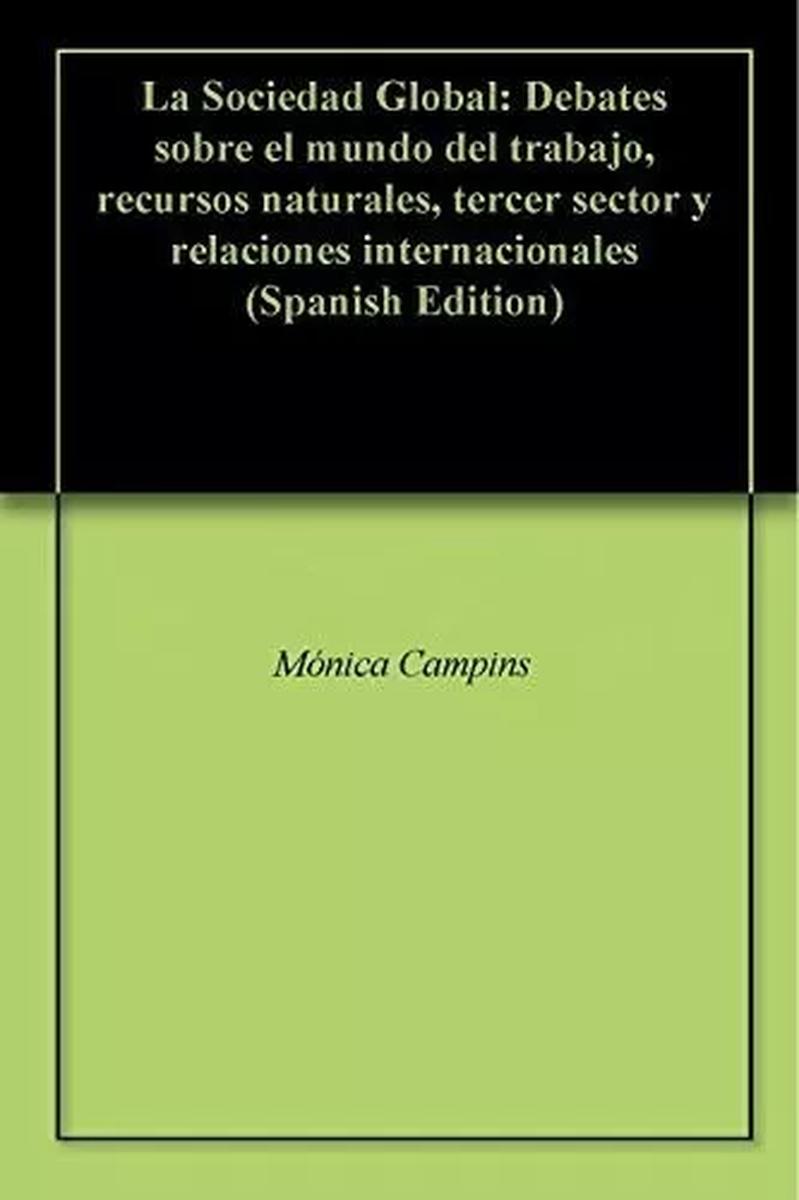 La Sociedad Global: Debates
sobre el mundo del trabajo,
recursos naturales, tercer sector y
relaciones internacionales
(Spanish Edition)
Mónica Campins